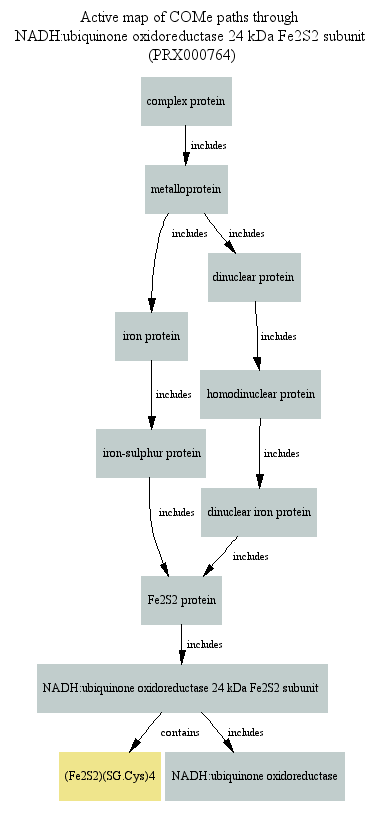 Active map of COMe paths through
NADH:ubiquinone oxidoreductase 24 kDa Fe2S2 subunit
(PRX000764)
complex protein
includes
metalloprotein
includes
includes
dinuclear protein
iron protein
includes
includes
homodinuclear protein
iron-sulphur protein
includes
includes
dinuclear iron protein
includes
Fe2S2 protein
includes
NADH:ubiquinone oxidoreductase 24 kDa Fe2S2 subunit
contains
includes
(Fe2S2)(SG.Cys)4
NADH:ubiquinone oxidoreductase